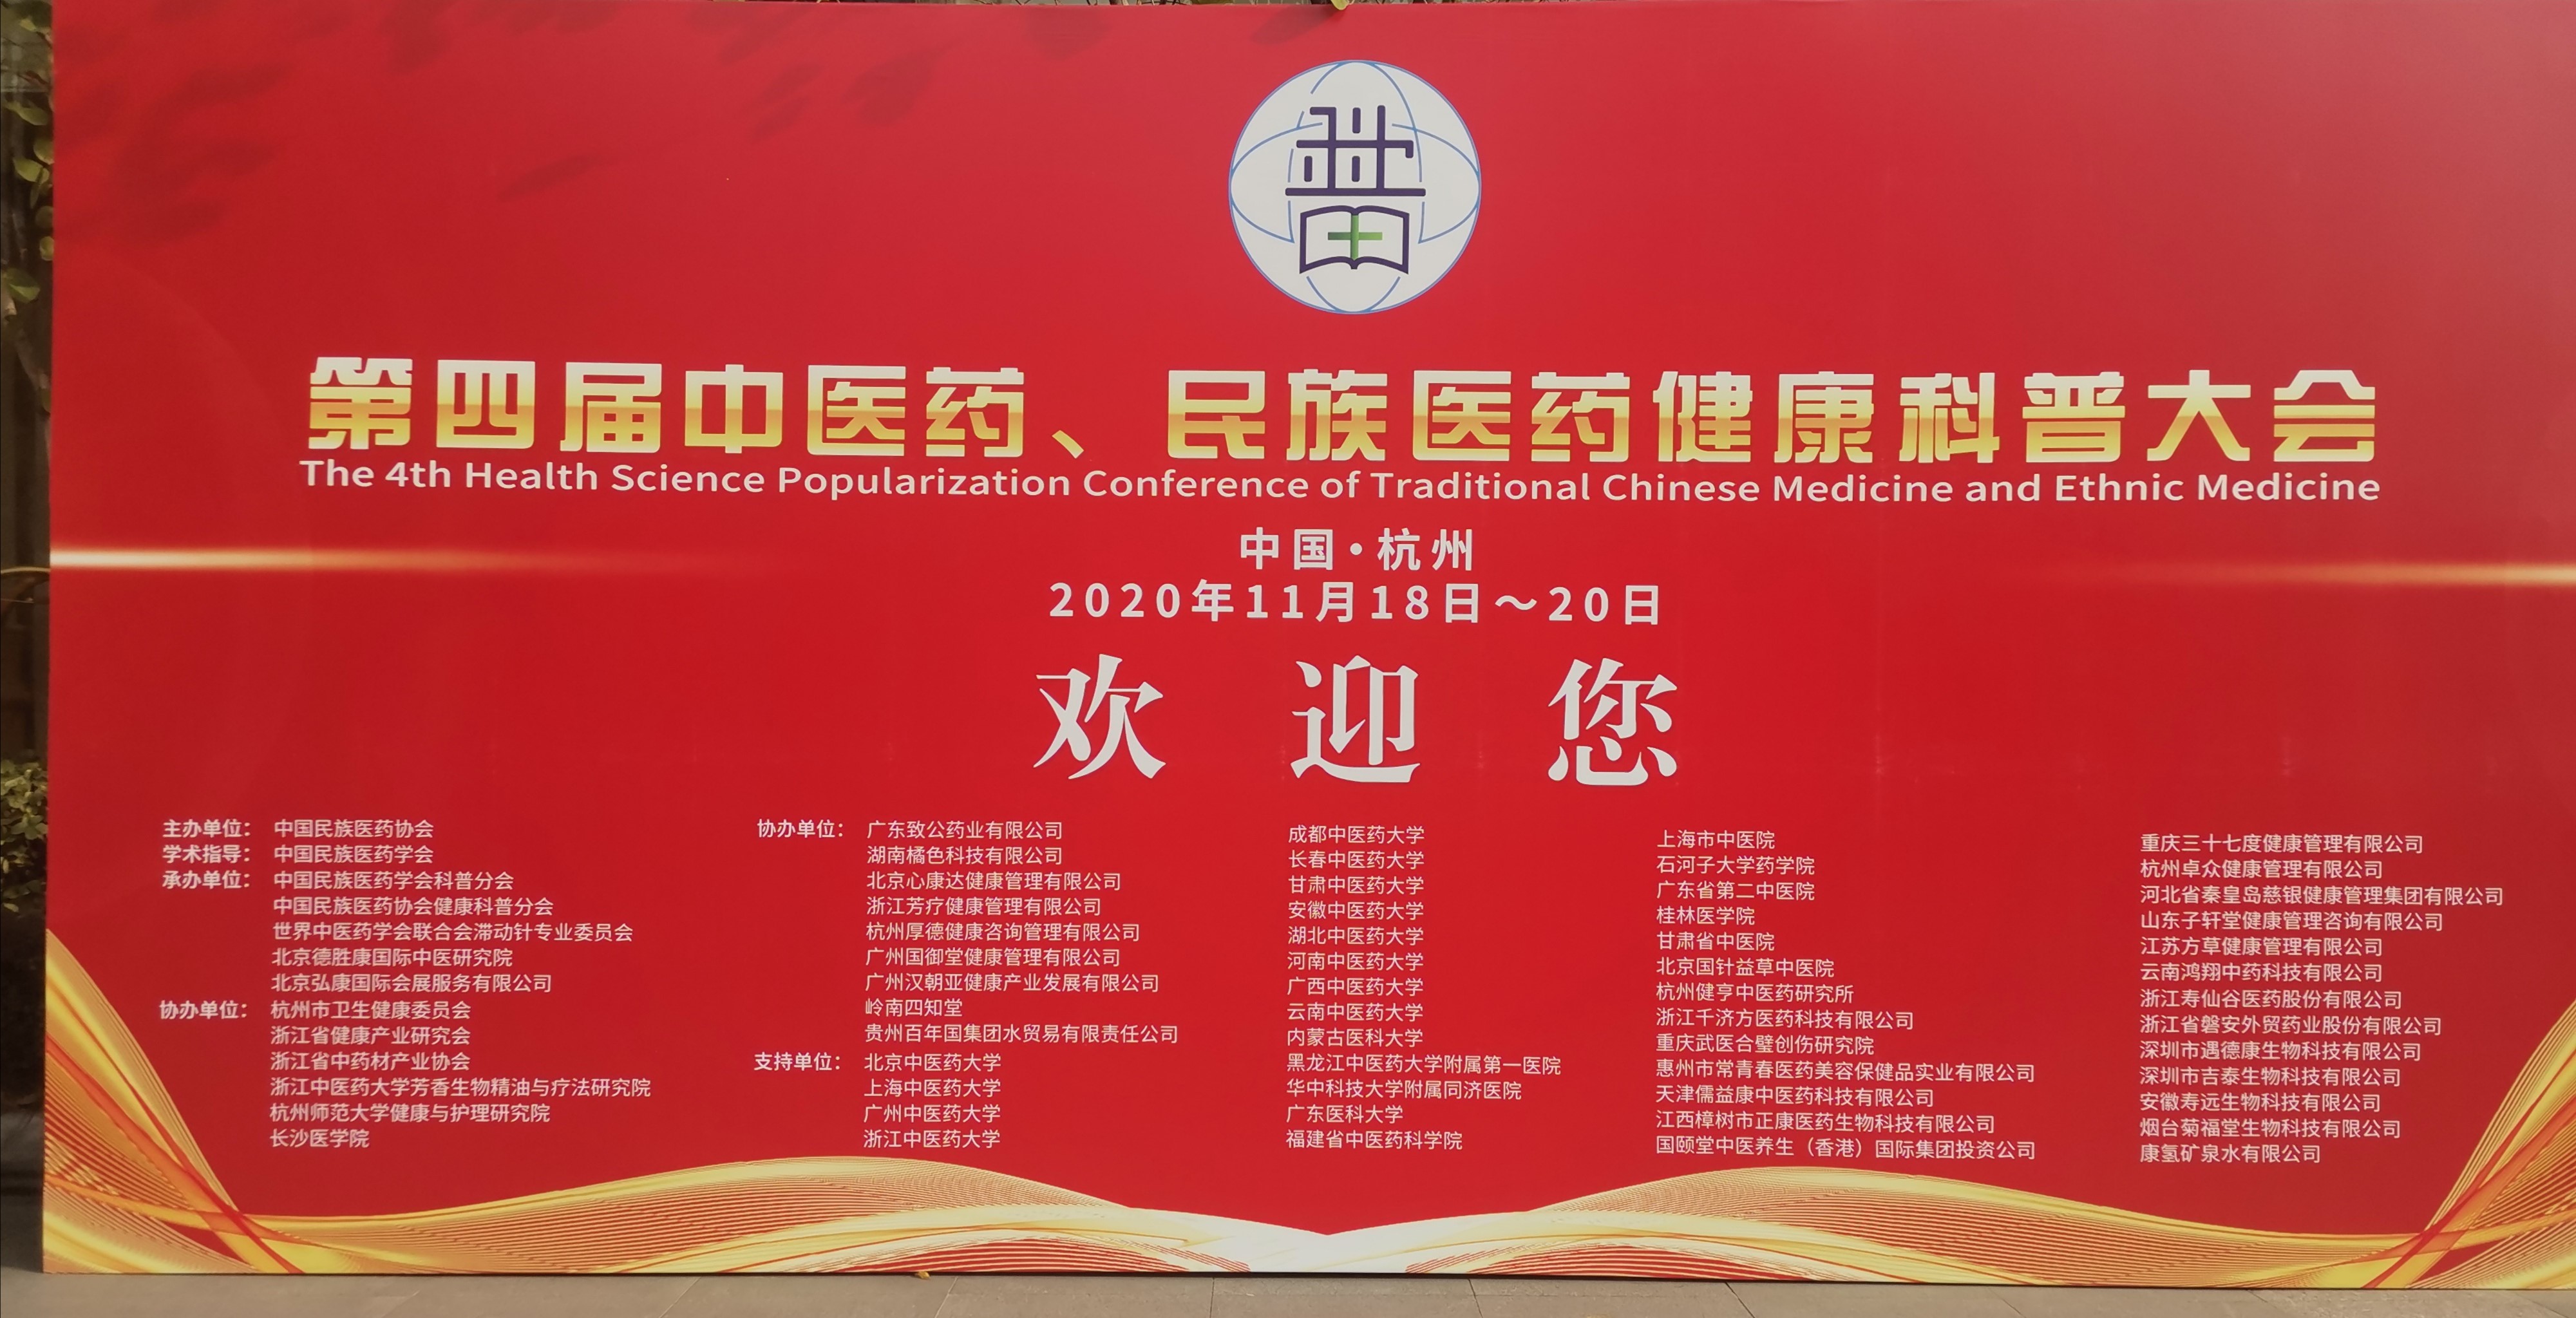 第四届中医药、民族医药健康科普大会
The 4th Health Science Popularization Conference of Traditional Chinese Medicine and Ethnic Medicine
中国·杭州
2020年11月18日～20日
欢迎您
主办单位：中国民族医药协会
学术指导：中国民族医药学会
承办单位：中国民族医药学会科普分会
中国民族医药协会健康科普分会
世界中医药学会联合会滞动针专业委员会
北京德胜康国际中医研究院
北京弘康国际会展服务有限公司
协办单位：杭州市卫生健康委员会
浙江省健康产业研究会
浙江省中药材产业协会
浙江中医药大学芳香生物精油与疗法研究院
杭州师范大学健康与护理研究院
长沙医学院
协办单位：广东致公药业有限公司
湖南橘色科技有限公司
北京心康达健康管理有限公司
浙江芳疗健康管理有限公司
杭州厚德健康咨询管理有限公司
广州国御堂健康管理有限公司
广州汉朝亚健康产业发展有限公司
岭南四知堂
贵州百年国集团水贸易有限责任公司
支持单位：北京中医药大学
上海中医药大学
广州中医药大学
浙江中医药大学
成都中医药大学
长春中医药大学
甘肃中医药大学
安徽中医药大学
湖北中医药大学
河南中医药大学
广西中医药大学
云南中医药大学
内蒙古医科大学
黑龙江中医药大学附属第一医院
华中科技大学附属同济医院
广东医科大学
福建省中医药科学院
上海市中医院
石河子大学药学院
广东省第二中医院
桂林医学院
甘肃省中医院
北京国针益草中医院
杭州健亨中医药研究所
浙江千济方医药科技有限公司
重庆武医合璧创伤研究院
惠州市常青春医药美容保健品实业有限公司
天津儒益康中医药科技有限公司
江西樟树市正康医药生物科技有限公司
国颐堂中医养生（香港）国际集团投资公司
重庆三十七度健康管理有限公司
杭州卓众健康管理有限公司
河北省秦皇岛慈银健康管理集团有限公司
山东子轩堂健康管理咨询有限公司
江苏方草健康管理有限公司
云南鸿翔中药科技有限公司
浙江寿仙谷医药股份有限公司
浙江省磐安外贸药业股份有限公司
深圳市遇德康生物科技有限公司
深圳市吉泰生物科技有限公司
安徽寿远生物科技有限公司
烟台菊福堂生物科技有限公司
康氢矿泉水有限公司